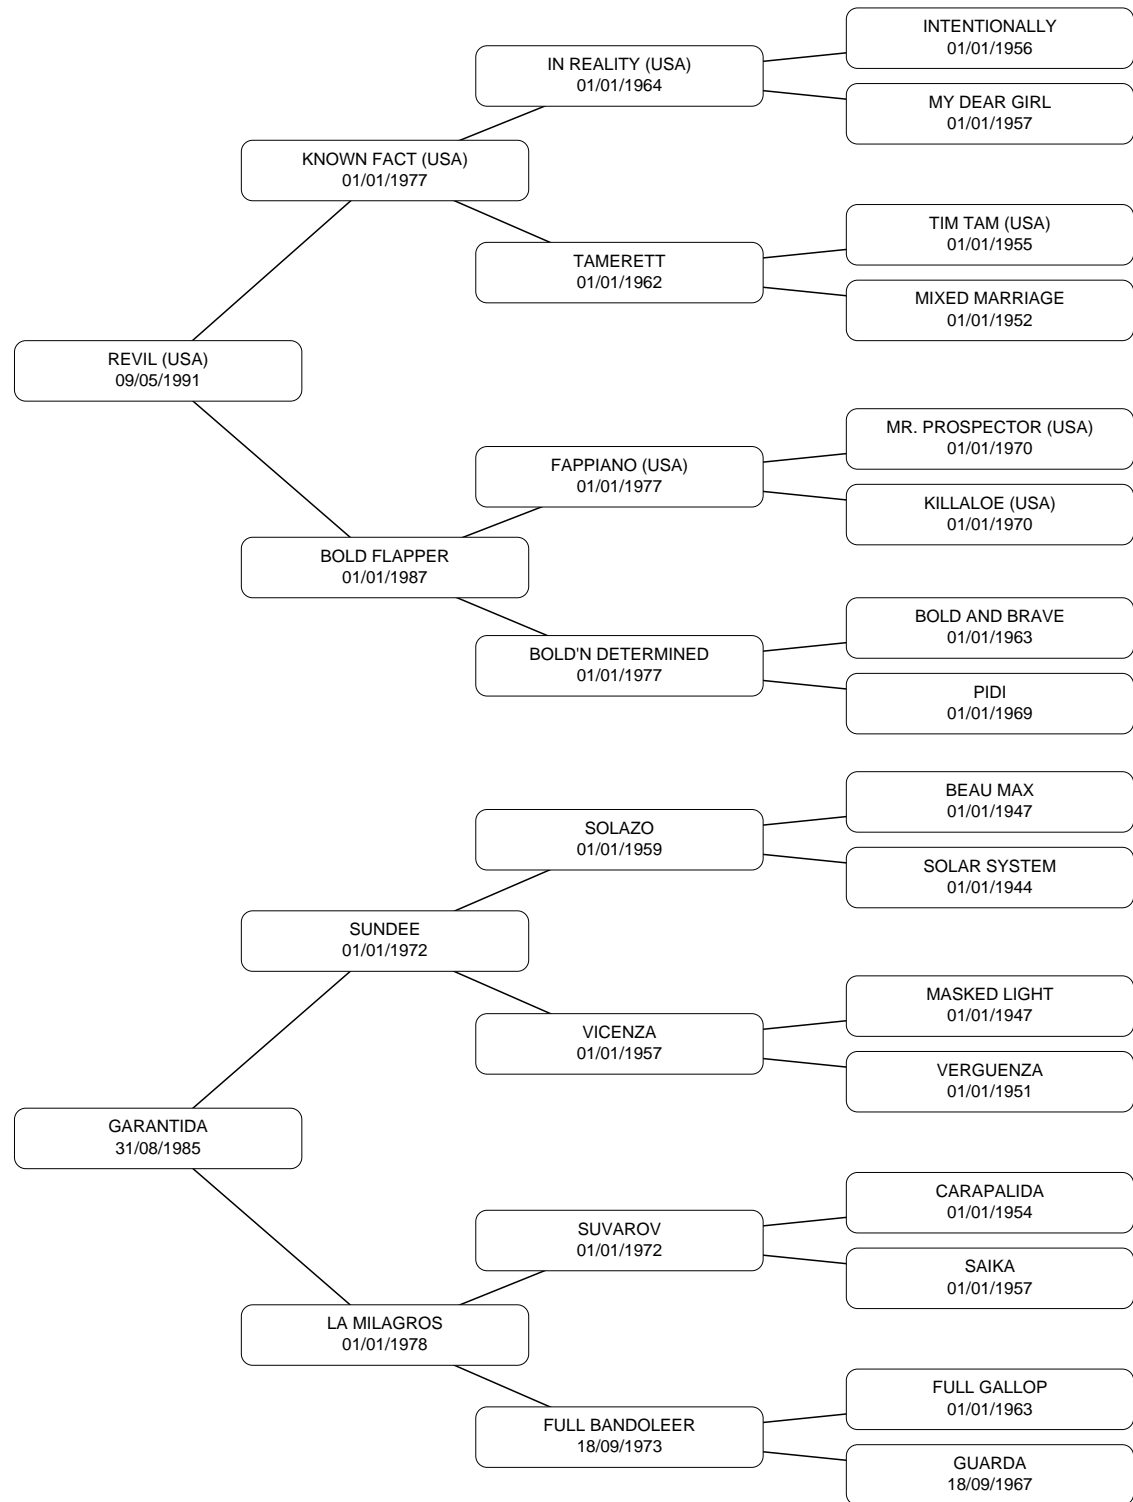 INTENTIONALLY
01/01/1956
IN REALITY (USA)
01/01/1964
MY DEAR GIRL
01/01/1957
KNOWN FACT (USA)
01/01/1977
TIM TAM (USA)
01/01/1955
TAMERETT
01/01/1962
MIXED MARRIAGE
01/01/1952
REVIL (USA)
09/05/1991
MR. PROSPECTOR (USA)
01/01/1970
FAPPIANO (USA)
01/01/1977
KILLALOE (USA)
01/01/1970
BOLD FLAPPER
01/01/1987
BOLD AND BRAVE
01/01/1963
BOLD'N DETERMINED
01/01/1977
PIDI
01/01/1969
BEAU MAX
01/01/1947
SOLAZO
01/01/1959
SOLAR SYSTEM
01/01/1944
SUNDEE
01/01/1972
MASKED LIGHT
01/01/1947
VICENZA
01/01/1957
VERGUENZA
01/01/1951
GARANTIDA
31/08/1985
CARAPALIDA
01/01/1954
SUVAROV
01/01/1972
SAIKA
01/01/1957
LA MILAGROS
01/01/1978
FULL GALLOP
01/01/1963
FULL BANDOLEER
18/09/1973
GUARDA
18/09/1967